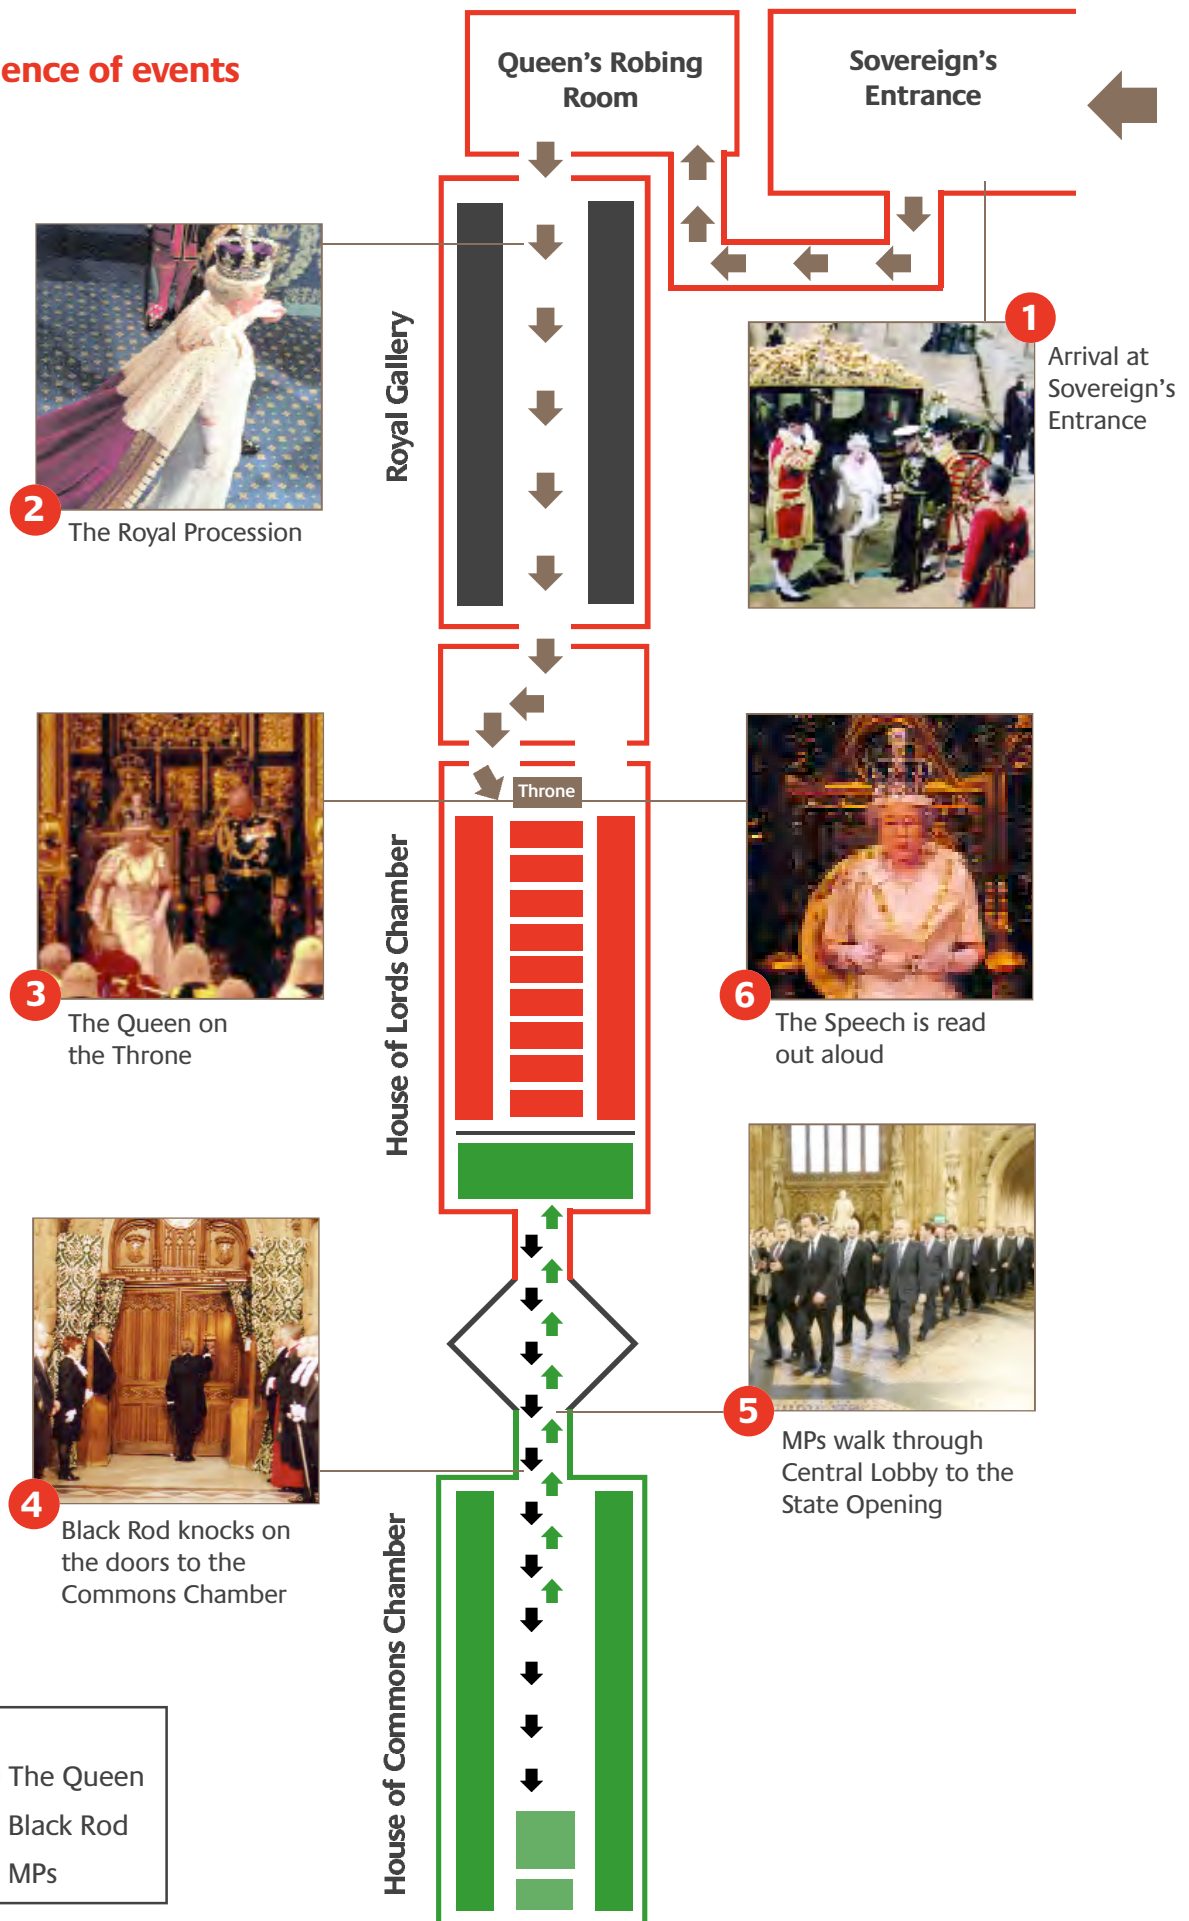 ence of events
Queen's Robing
Room
Sovereign's
Entrance
1
Arrival at
Sovereign's
Entrance
Royal Gallery
2
The Royal Procession
Throne
House of Lords Chamber
3
The Queen on
the Throne
6
The Speech is read
out aloud
4
Black Rod knocks on
the doors to the
Commons Chamber
5
MPs walk through
Central Lobby to the
State Opening
House of Commons Chamber
The Queen
Black Rod
MPs